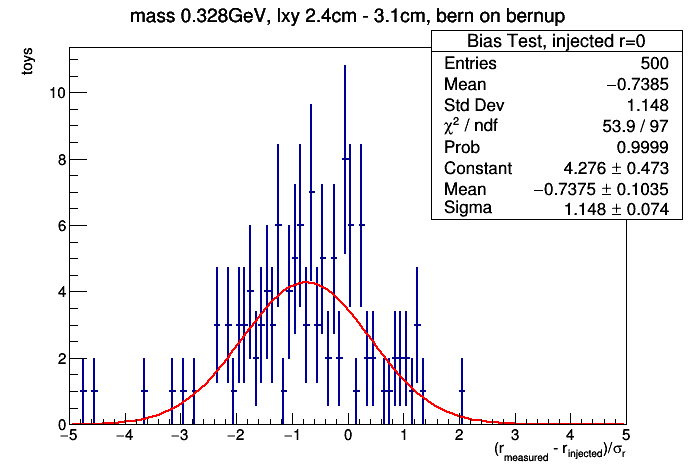 mass 0.328GeV, lxy 2.4cm - 3.1cm, bern on bernup
Bias Test, injected r=0
Entries 500
Mean −0.7385
Std Dev 1.148
χ² / ndf 53.9 / 97
Prob 0.9999
Constant 4.276 ± 0.473
Mean −0.7375 ± 0.1035
Sigma 1.148 ± 0.074
toys
10
8
6
4
2
0
−5 −4 −3 −2 −1 0 1 2 3 4 5
(r_measured - r_injected)/σ_r